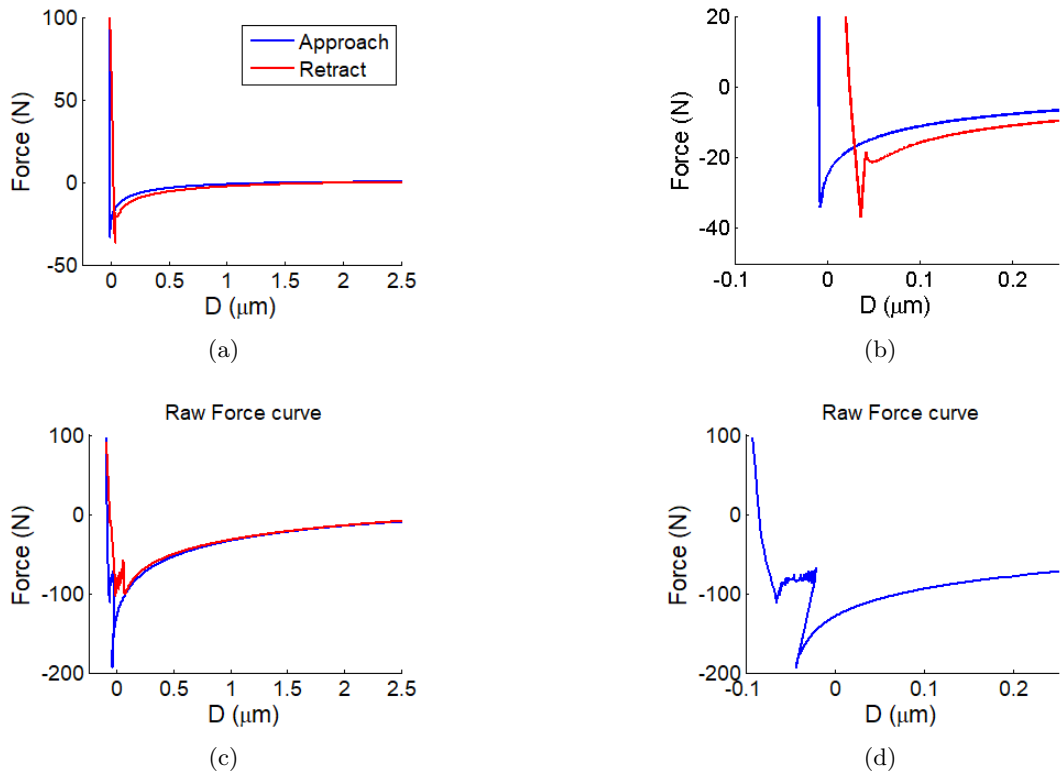 100
50
0
-50
Force (N)
Approach
Retract
0
0.5
1
1.5
2
2.5
D (μm)
(a)
20
0
-20
-40
Force (N)
-0.1
0
0.1
0.2
D (μm)
(b)
Raw Force curve
100
0
-100
-200
Force (N)
0
0.5
1
1.5
2
2.5
D (μm)
(c)
Raw Force curve
100
0
-100
-200
Force (N)
-0.1
0
0.1
0.2
D (μm)
(d)